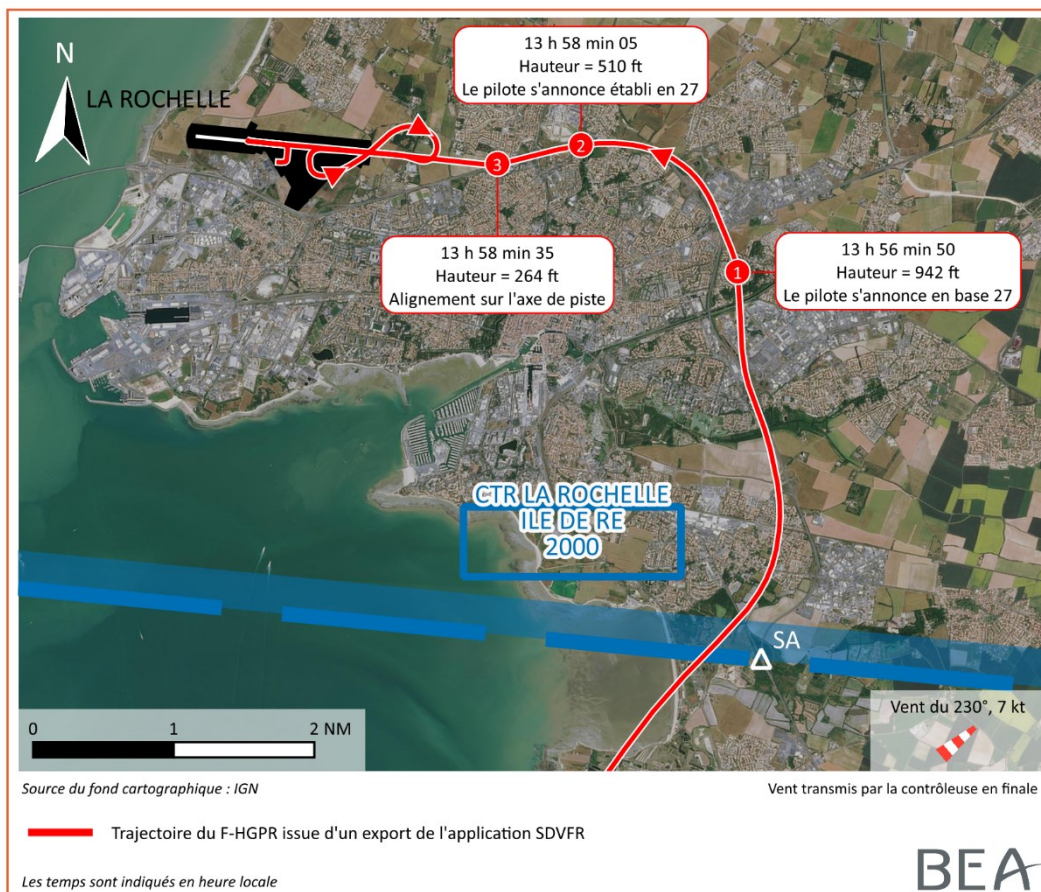 13 h 58 min 05
Hauteur = 510 ft
Le pilote s'annonce établi en 27
N
LA ROCHELLE
2
3
13 h 58 min 35
Hauteur = 264 ft
Alignement sur l'axe de piste
1
13 h 56 min 50
Hauteur = 942 ft
Le pilote s'annonce en base 27
CTR LA ROCHELLE
ILE DE RE
2000
SA
0 1 2 NM
Vent du 230°, 7 kt
Source du fond cartographique : IGN
Vent transmis par la contrôleuse en finale
Trajectoire du F-HGPR issue d'un export de l'application SDVFR
Les temps sont indiqués en heure locale
BEA